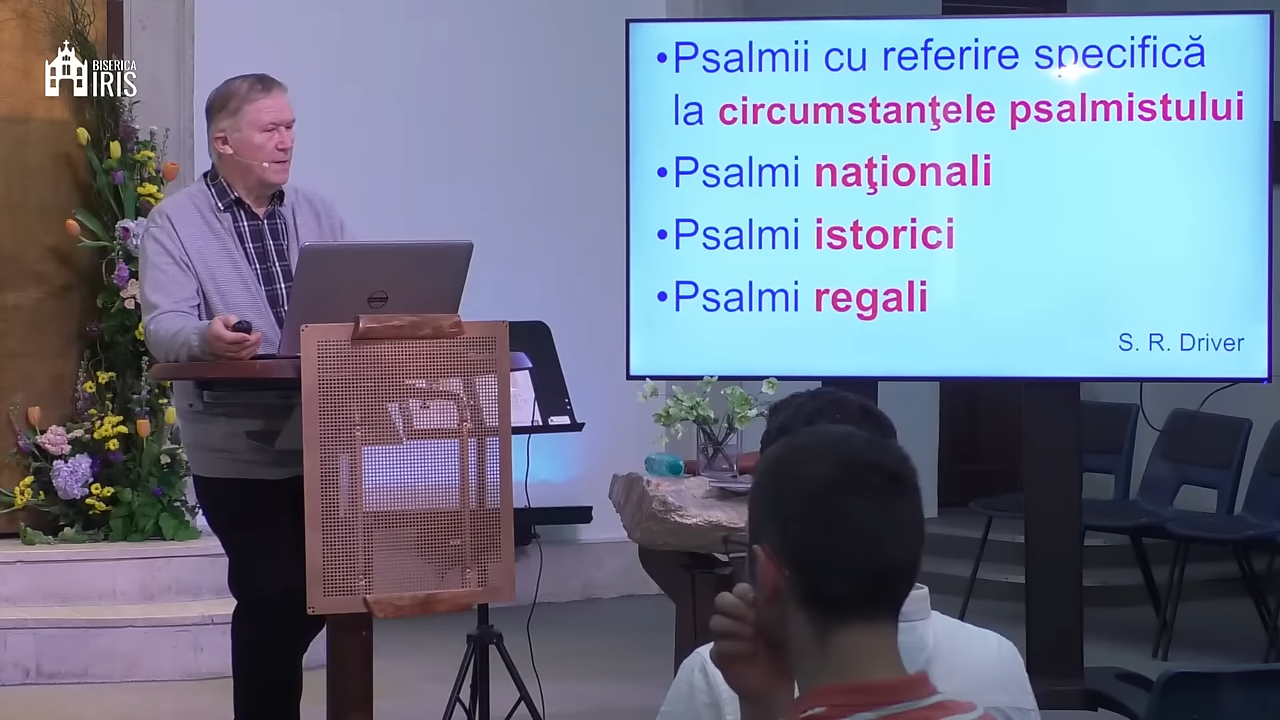 BISERICA
IRIS
•Psalmii cu referire specifică
la circumstanţele psalmistului
•Psalmi naţionali
•Psalmi istorici
•Psalmi regali
S. R. Driver